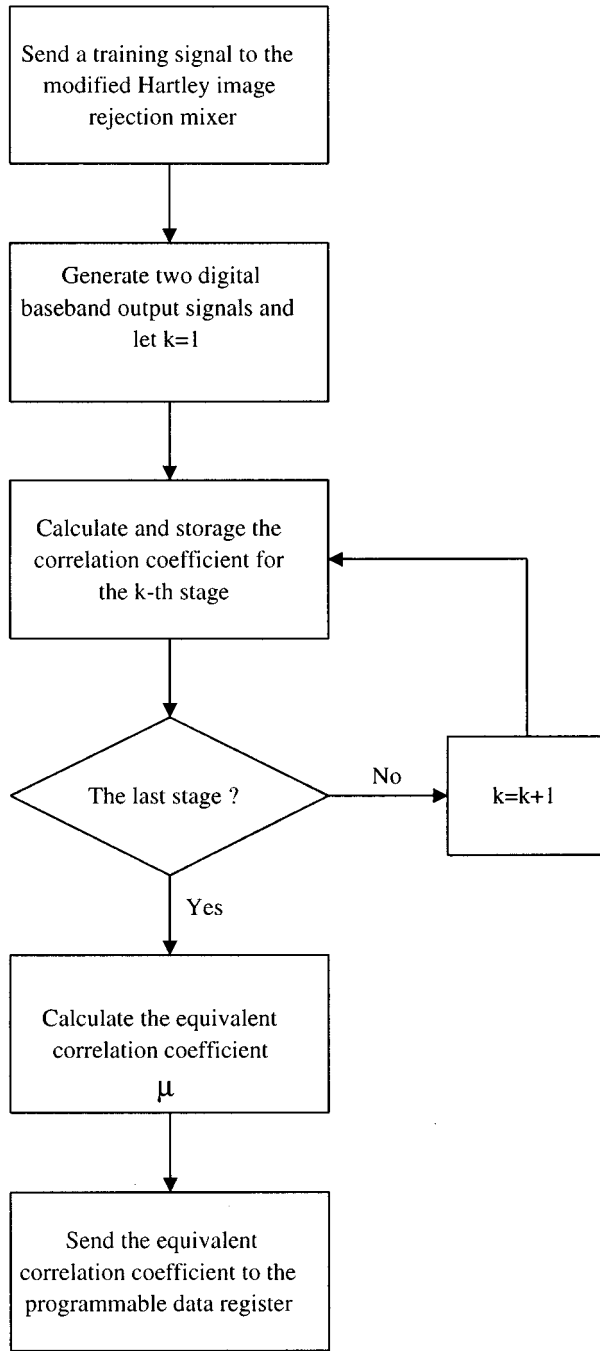 Send a training signal to the
modified Hartley image
rejection mixer
Generate two digital
baseband output signals and
let k=1
Calculate and storage the
correlation coefficient for
the k-th stage
The last stage ?
No
k=k+1
Yes
Calculate the equivalent
correlation coefficient
μ
Send the equivalent
correlation coefficient to the
programmable data register